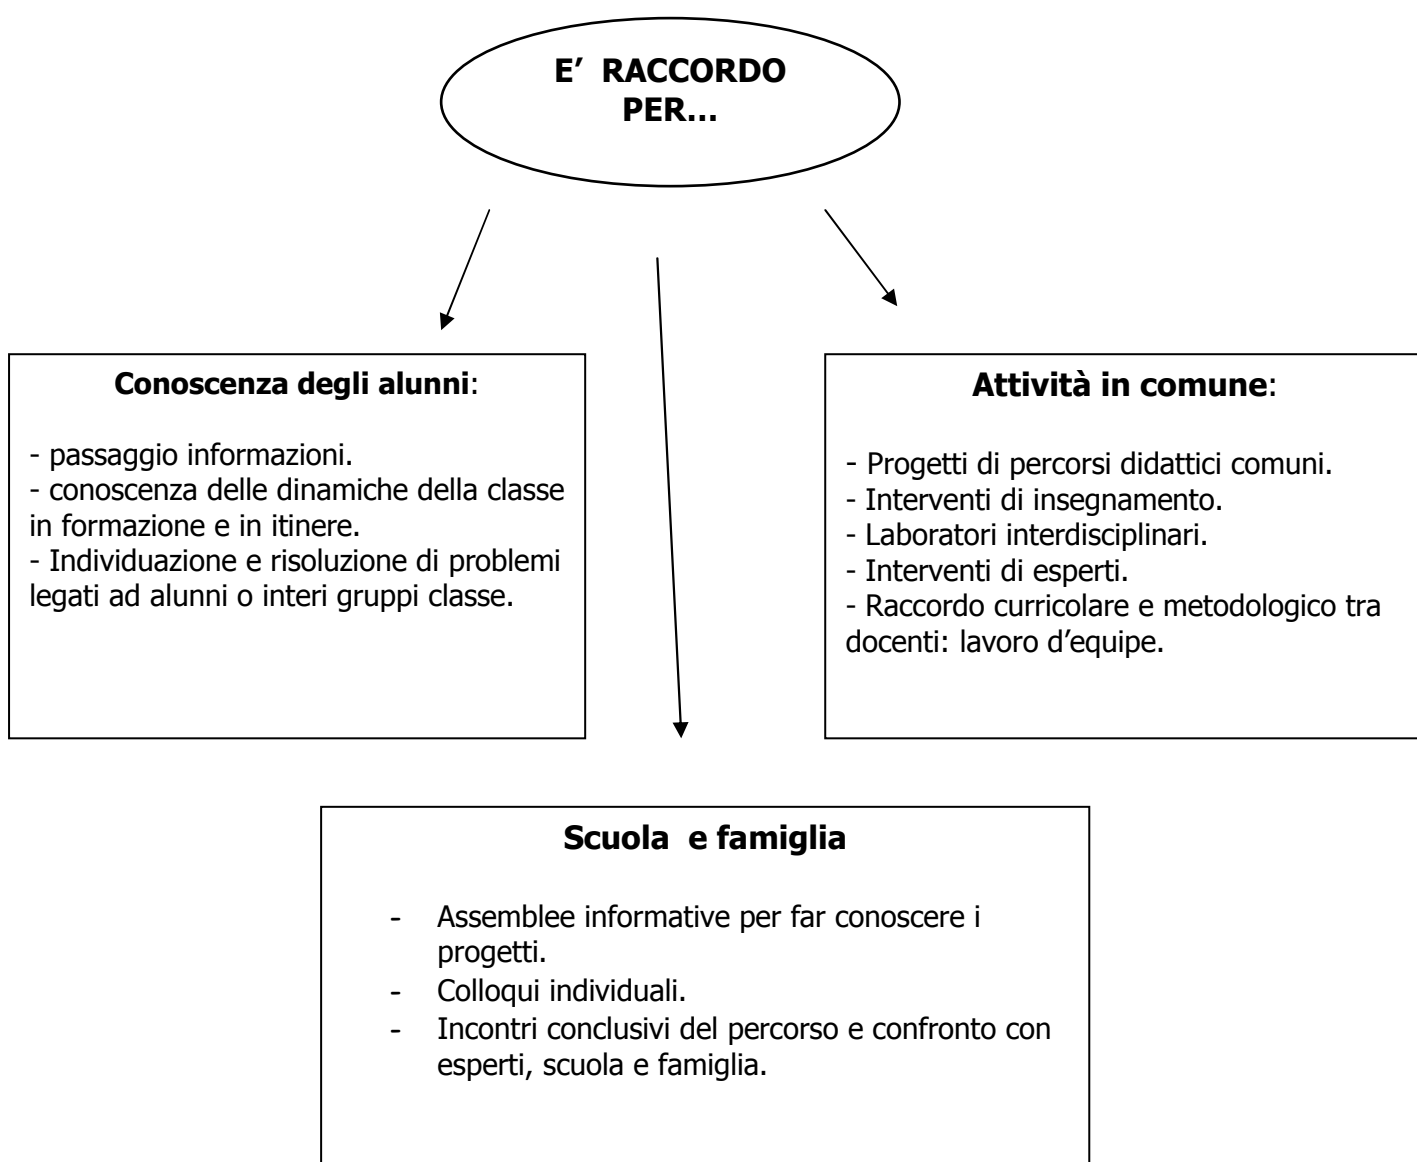 E’ RACCORDO
PER…
Conoscenza degli alunni:
- passaggio informazioni.
- conoscenza delle dinamiche della classe
in formazione e in itinere.
- Individuazione e risoluzione di problemi
legati ad alunni o interi gruppi classe.
Attività in comune:
- Progetti di percorsi didattici comuni.
- Interventi di insegnamento.
- Laboratori interdisciplinari.
- Interventi di esperti.
- Raccordo curricolare e metodologico tra
docenti: lavoro d’equipe.
Scuola e famiglia
- Assemblee informative per far conoscere i
progetti.
- Colloqui individuali.
- Incontri conclusivi del percorso e confronto con
esperti, scuola e famiglia.